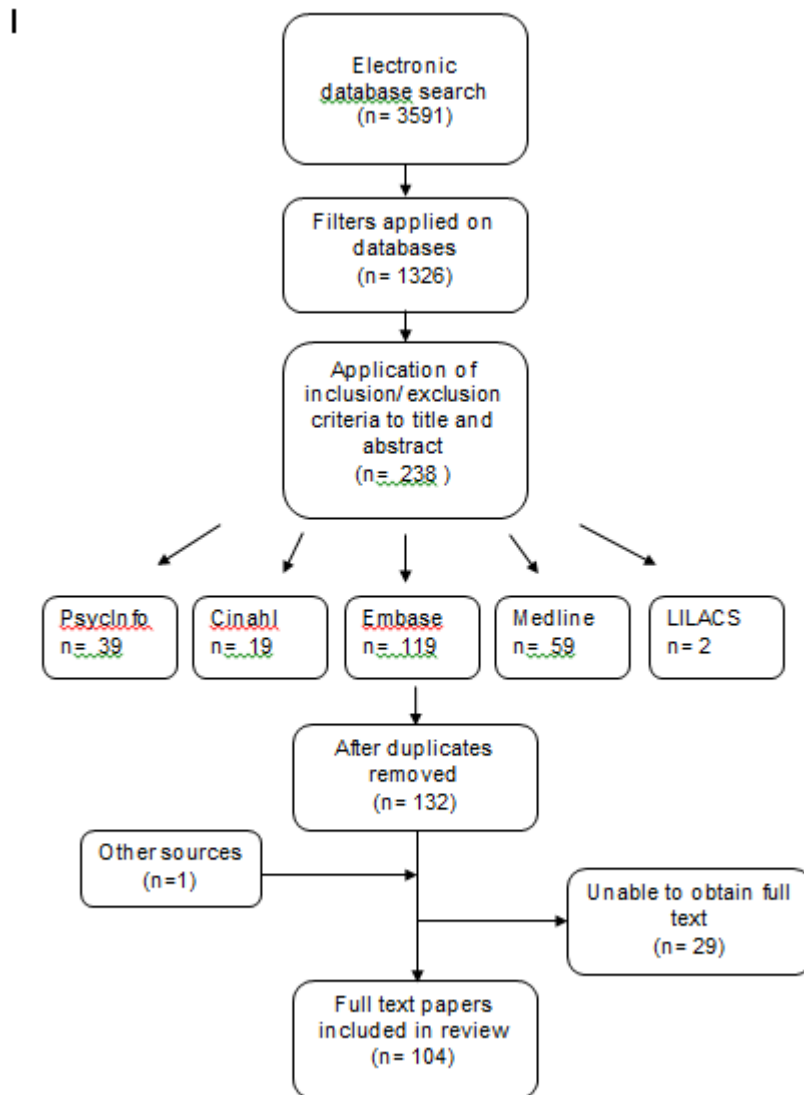 I
Electronic
database search
(n= 3591)
Filters applied on
databases
(n= 1326)
Application of
inclusion/ exclusion
criteria to title and
abstract
(n= 238 )
PsycInfo
n= 39
Cinahl
n= 19
Embase
n= 119
Medline
n= 59
LILACS
n= 2
After duplicates
removed
(n= 132)
Other sources
(n=1)
Unable to obtain full
text
(n= 29)
Full text papers
included in review
(n= 104)